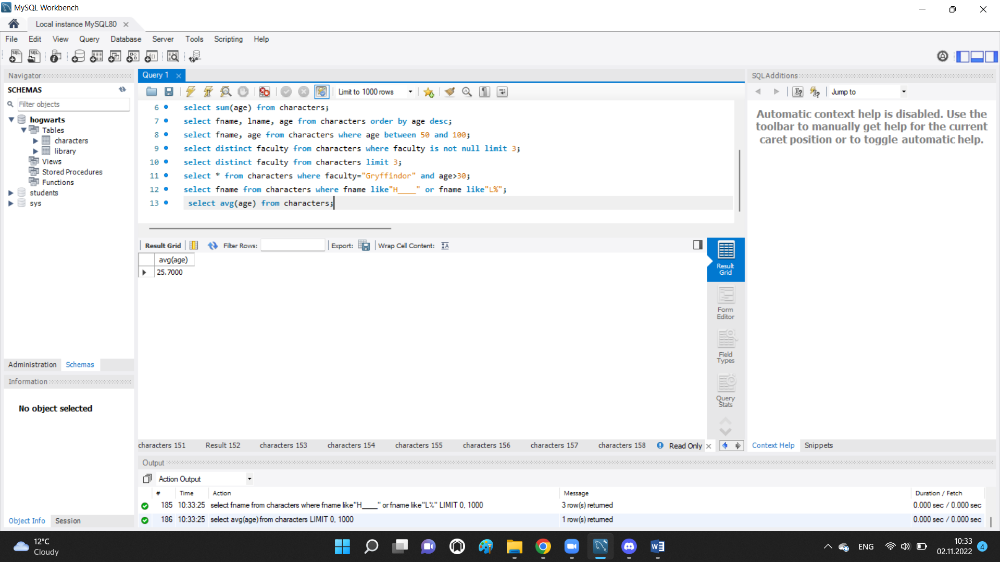 MySQL Workbench
Local instance MySQL80
File Edit View Query Database Server Tools Scripting Help
Navigator
SCHEMAS
Filter objects
hogwarts
Tables
characters
library
Views
Stored Procedures
Functions
students
sys
Administration Schemas
Information
No object selected
Object Info Session
Query 1
Limit to 1000 rows
6 select sum(age) from characters;
7 select fname, lname, age from characters order by age desc;
8 select fname, age from characters where age between 50 and 100;
9 select distinct faculty from characters where faculty is not null limit 3;
10 select distinct faculty from characters limit 3;
11 select * from characters where faculty="Gryffindor" and age>30;
12 select fname from characters where fname like"H____" or fname like"L%";
13 select avg(age) from characters;
Result Grid Filter Rows: Export: Wrap Cell Content:
avg(age)
25.7000
Result Grid
Form Editor
Field Types
Query Stats
characters 151 Result 152 characters 153 characters 154 characters 155 characters 156 characters 157 characters 158 Read Only
SQLAdditions
Jump to
Automatic context help is disabled. Use the
toolbar to manually get help for the current
caret position or to toggle automatic help.
Context Help Snippets
Output
Action Output
# Time Action Message Duration / Fetch
185 10:33:25 select fname from characters where fname like"H____" or fname like"L%" LIMIT 0, 1000 3 row(s) returned 0.000 sec / 0.000 sec
186 10:33:25 select avg(age) from characters LIMIT 0, 1000 1 row(s) returned 0.000 sec / 0.000 sec
12°C
Cloudy
ENG
10:33
02.11.2022
4